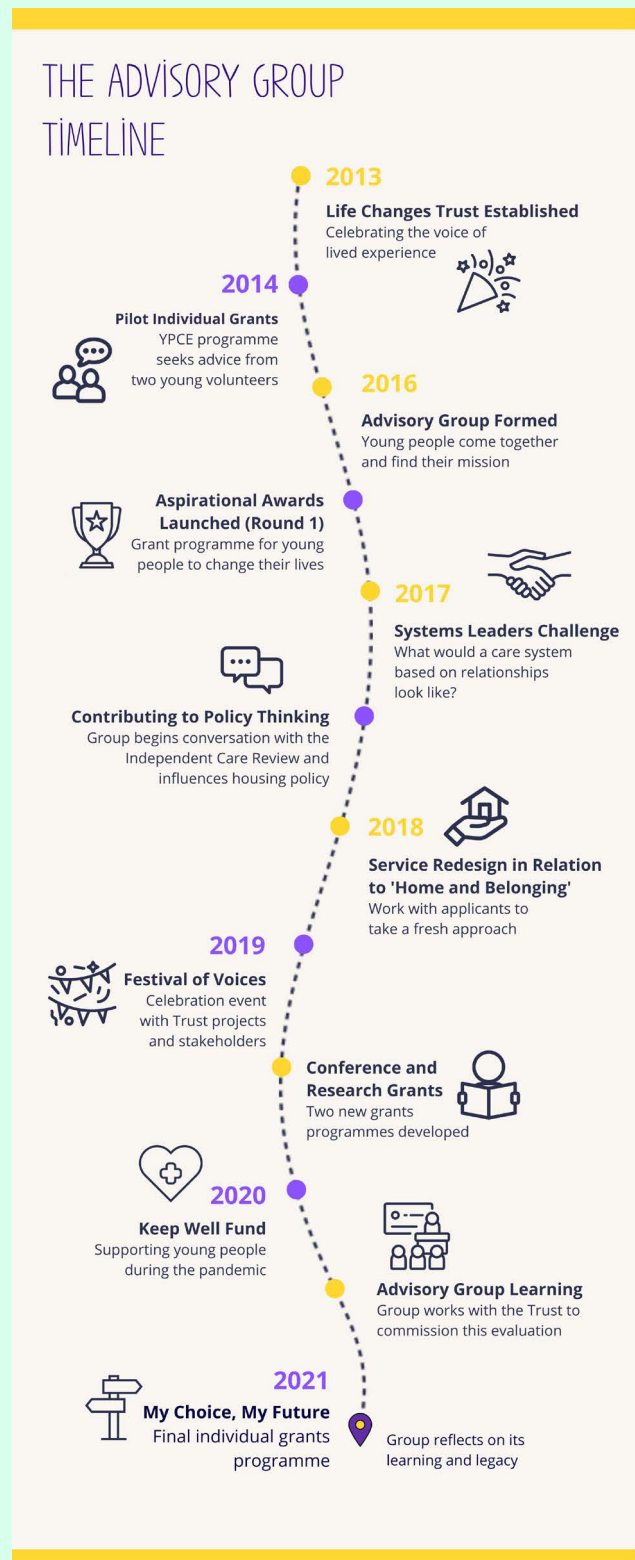 THE ADVISORY GROUP
TIMELINE
2013
Life Changes Trust Established
Celebrating the voice of
lived experience
2014
Pilot Individual Grants
YPCE programme
seeks advice from
two young volunteers
2016
Advisory Group Formed
Young people come together
and find their mission
Aspirational Awards
Launched (Round 1)
Grant programme for young
people to change their lives
2017
Systems Leaders Challenge
What would a care system
based on relationships
look like?
Contributing to Policy Thinking
Group begins conversation with the
Independent Care Review and
influences housing policy
2018
Service Redesign in Relation
to 'Home and Belonging'
Work with applicants to
take a fresh approach
2019
Festival of Voices
Celebration event
with Trust projects
and stakeholders
Conference and
Research Grants
Two new grants
programmes developed
2020
Keep Well Fund
Supporting young people
during the pandemic
Advisory Group Learning
Group works with the Trust to
commission this evaluation
2021
My Choice, My Future
Final individual grants
programme
Group reflects on its
learning and legacy